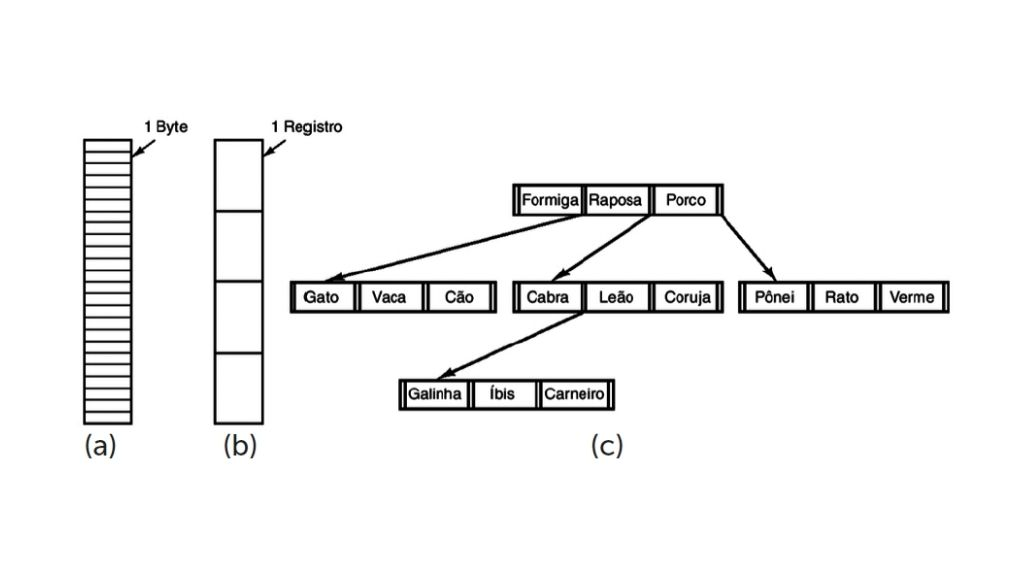 1 Byte
1 Registro
Formiga Raposa Porco
Gato Vaca Cão
Cabra Leão Coruja
Pônei Rato Verme
Galinha Íbis Carneiro
(a)
(b)
(c)